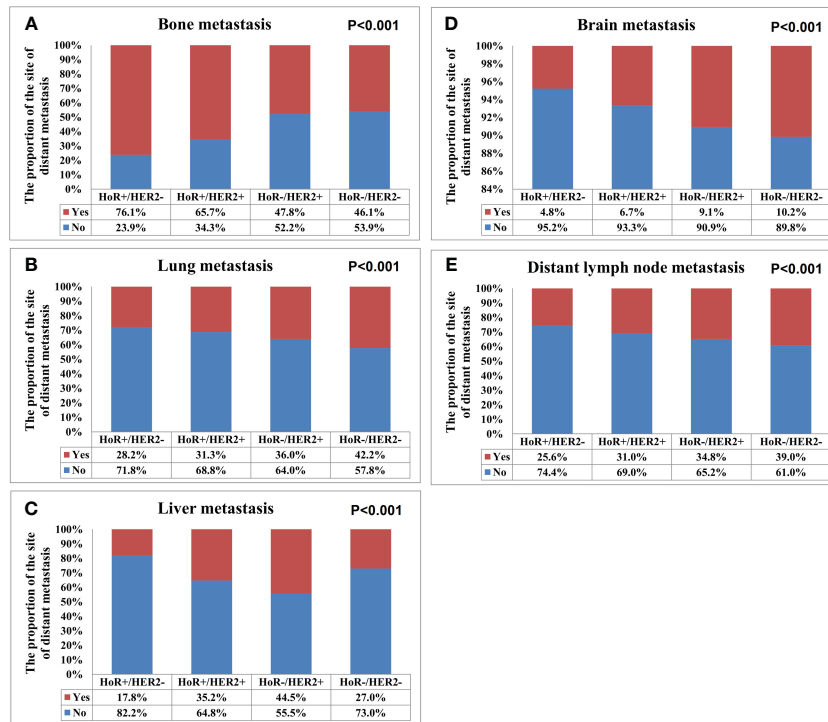 A
Bone metastasis
P<0.001
The proportion of the site of
distant metastasis
100%
90%
80%
70%
60%
50%
40%
30%
20%
10%
0%
HoR+/HER2- HoR+/HER2+ HoR-/HER2+ HoR-/HER2-
Yes 76.1% 65.7% 47.8% 46.1%
No 23.9% 34.3% 52.2% 53.9%
B
Lung metastasis
P<0.001
The proportion of the site of
distant metastasis
100%
90%
80%
70%
60%
50%
40%
30%
20%
10%
0%
HoR+/HER2- HoR+/HER2+ HoR-/HER2+ HoR-/HER2-
Yes 28.2% 31.3% 36.0% 42.2%
No 71.8% 68.8% 64.0% 57.8%
C
Liver metastasis
P<0.001
The proportion of the site of
distant metastasis
100%
90%
80%
70%
60%
50%
40%
30%
20%
10%
0%
HoR+/HER2- HoR+/HER2+ HoR-/HER2+ HoR-/HER2-
Yes 17.8% 35.2% 44.5% 27.0%
No 82.2% 64.8% 55.5% 73.0%
D
Brain metastasis
P<0.001
The proportion of the site of
distant metastasis
100%
98%
96%
94%
92%
90%
88%
86%
84%
HoR+/HER2- HoR+/HER2+ HoR-/HER2+ HoR-/HER2-
Yes 4.8% 6.7% 9.1% 10.2%
No 95.2% 93.3% 90.9% 89.8%
E
Distant lymph node metastasis
P<0.001
The proportion of the site of
distant metastasis
100%
90%
80%
70%
60%
50%
40%
30%
20%
10%
0%
HoR+/HER2- HoR+/HER2+ HoR-/HER2+ HoR-/HER2-
Yes 25.6% 31.0% 34.8% 39.0%
No 74.4% 69.0% 65.2% 61.0%